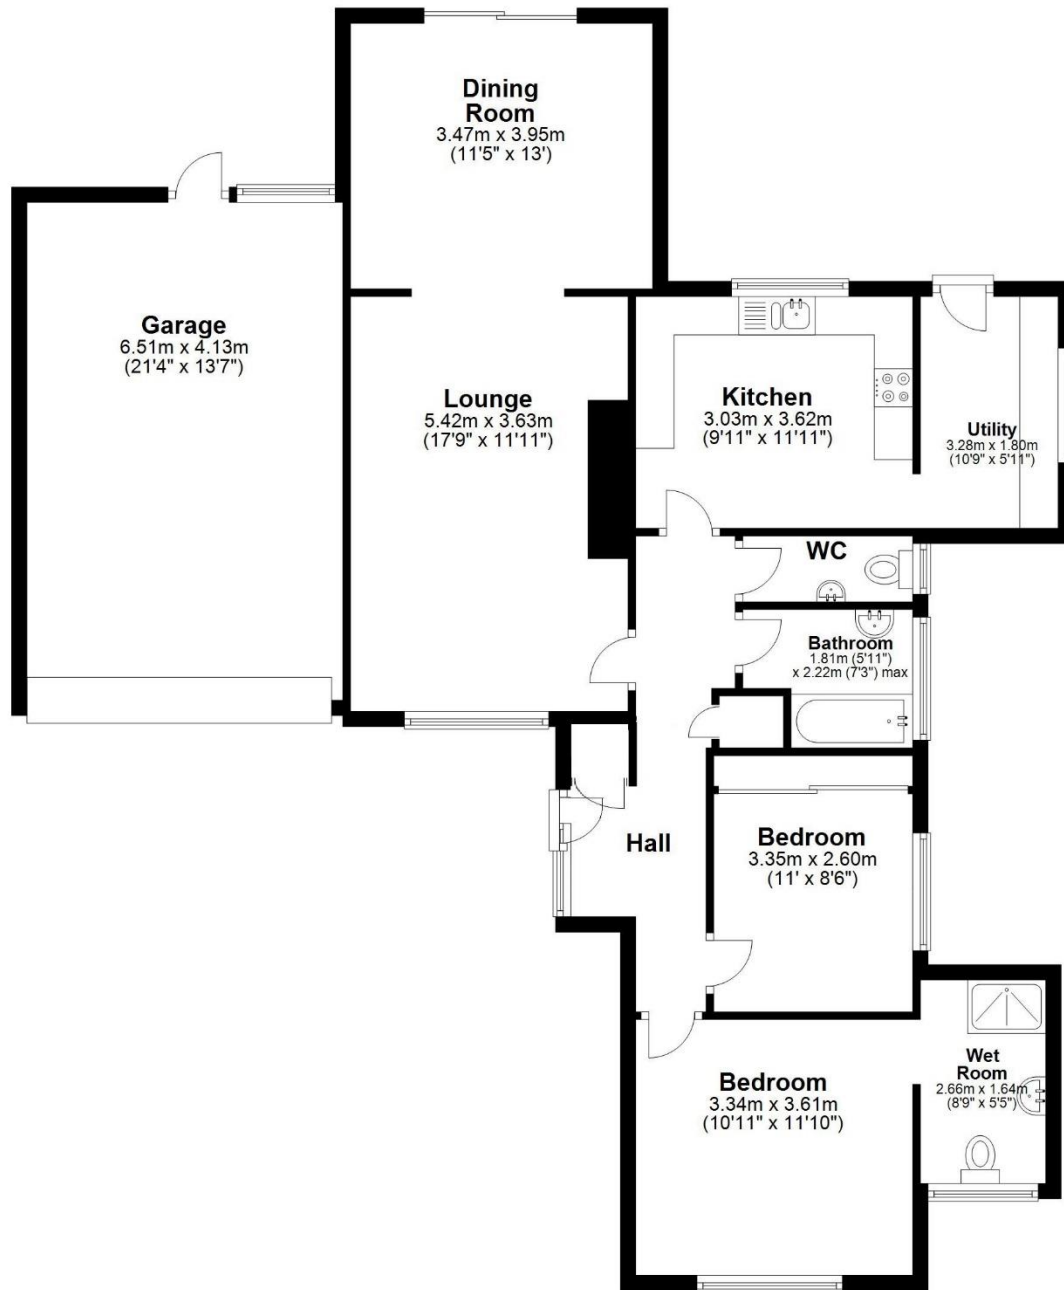 Dining
Room
3.47m x 3.95m
(11'5" x 13')
Garage
6.51m x 4.13m
(21'4" x 13'7")
Lounge
5.42m x 3.63m
(17'9" x 11'11")
Kitchen
3.03m x 3.62m
(9'11" x 11'11")
Utility
3.28m x 1.80m
(10'9" x 5'11")
WC
Bathroom
1.81m (5'11")
x 2.22m (7'3") max
Hall
Bedroom
3.35m x 2.60m
(11' x 8'6")
Wet
Room
2.66m x 1.64m
(8'9" x 5'5")
Bedroom
3.34m x 3.61m
(10'11" x 11'10")